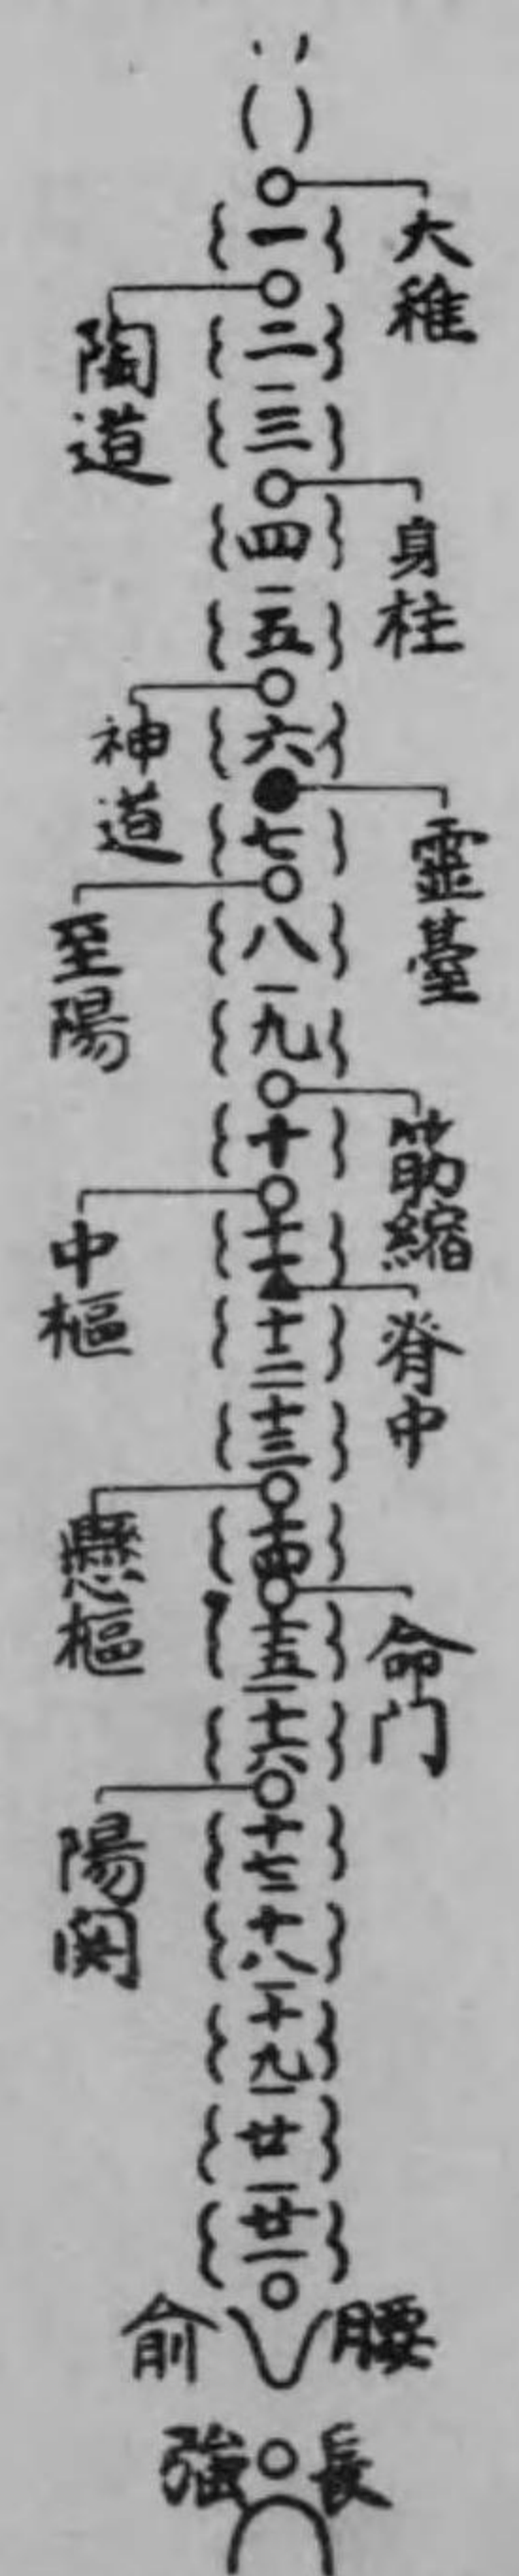 大稚
一
陶道
二
三
身柱
四
五
神道
六
靈臺
七
至陽
八
九
筋縮
十
中樞
十一
脊中
十二
十三
懸樞
十四
命门
十五
十六
陽関
十七
十八
十九
廿
廿一
腰俞
長強